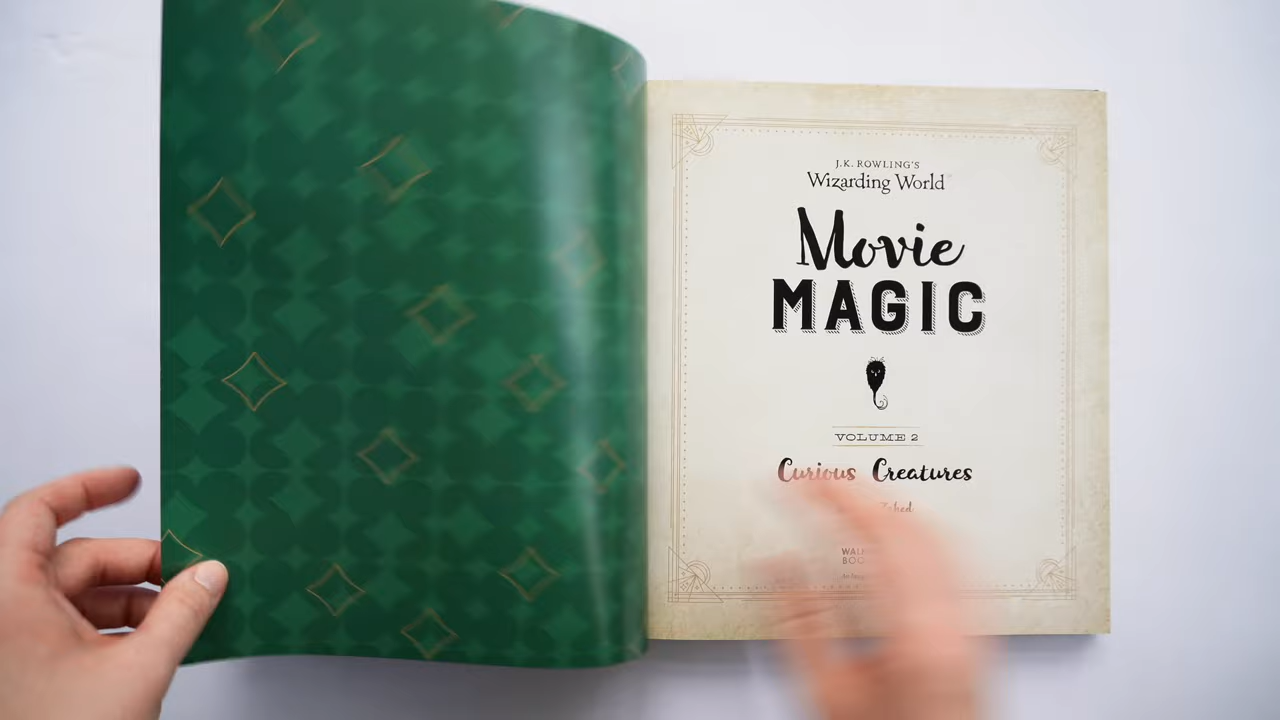 J.K. ROWLING'S
Wizarding World
Movie
MAGIC
VOLUME 2
Curious Creatures